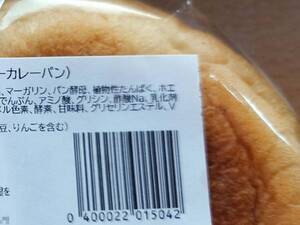 ーカレーパン)
、マーガリン、パン酵母、植物性たんぱく、ホエ
でんぷん、アミノ酸、グリシン、酢酸Na、乳化剤
ル色素、酵素、甘味料、グリセリンエステル、V
豆、りんごを含む)
を
0400022015042